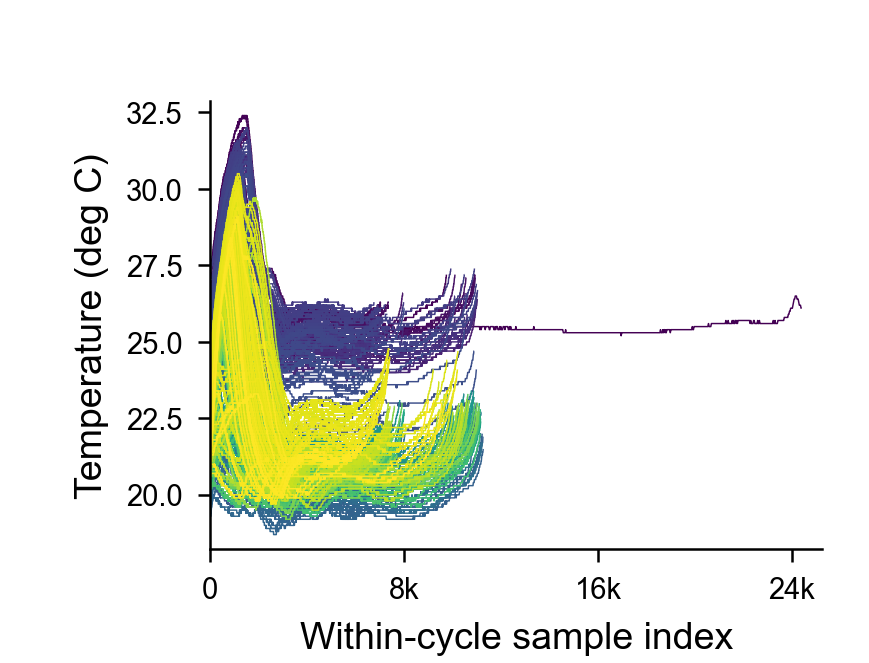 32.5
30.0
27.5
25.0
22.5
20.0
Temperature (deg C)
0
8k
16k
24k
Within-cycle sample index